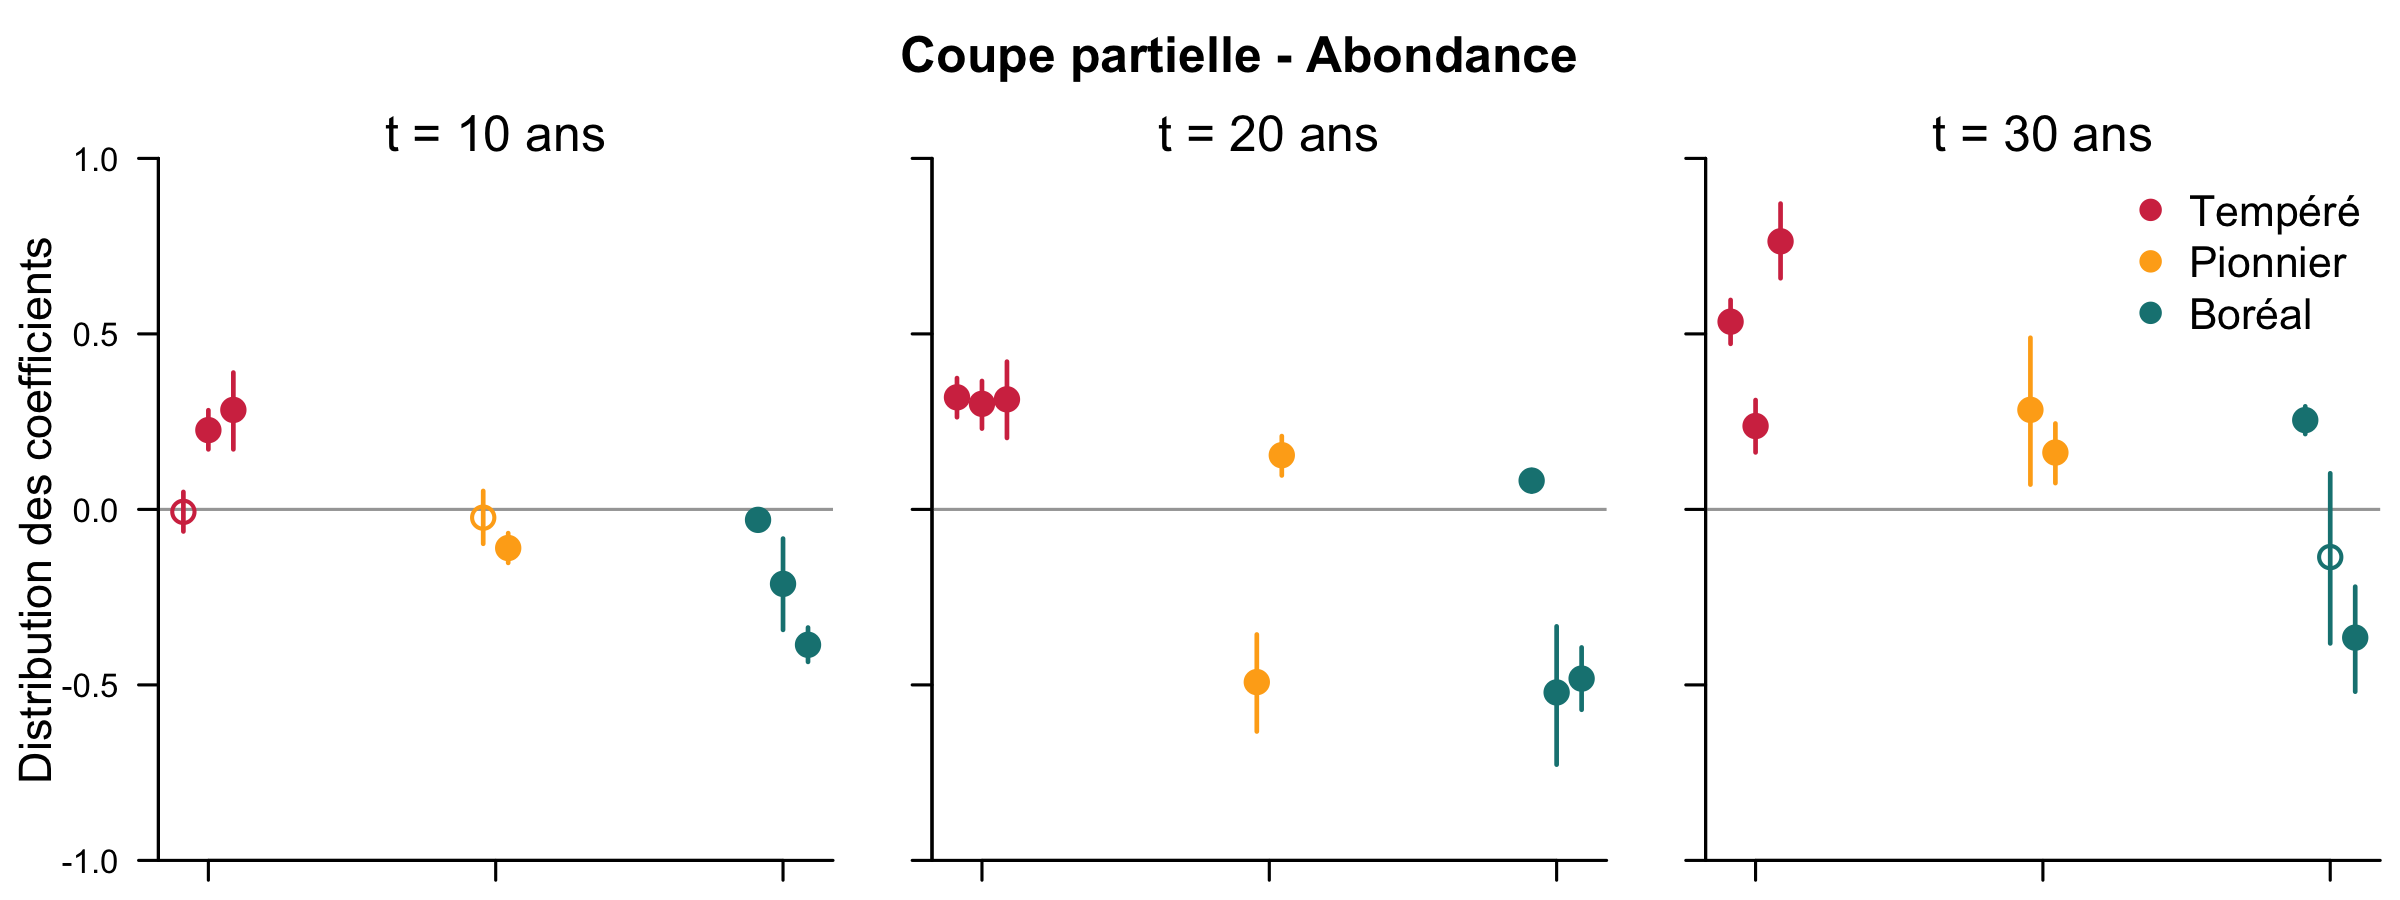 Coupe partielle - Abondance
t = 10 ans
t = 20 ans
t = 30 ans
Distribution des coefficients
1.0
0.5
0.0
-0.5
-1.0
Tempéré
Pionnier
Boréal